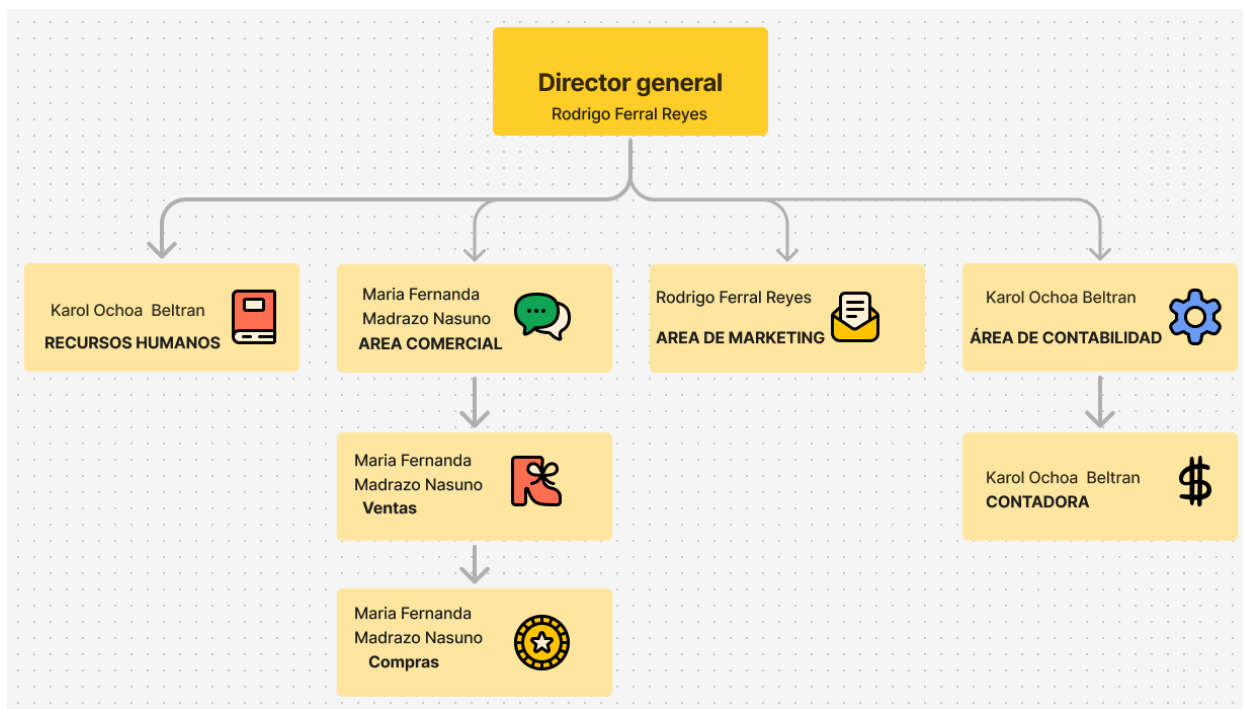 Director general
Rodrigo Ferral Reyes
Karol Ochoa Beltran
RECURSOS HUMANOS
Maria Fernanda
Madrazo Nasuno
AREA COMERCIAL
Rodrigo Ferral Reyes
AREA DE MARKETING
Karol Ochoa Beltran
ÁREA DE CONTABILIDAD
Maria Fernanda
Madrazo Nasuno
Ventas
Karol Ochoa Beltran
CONTADORA
Maria Fernanda
Madrazo Nasuno
Compras